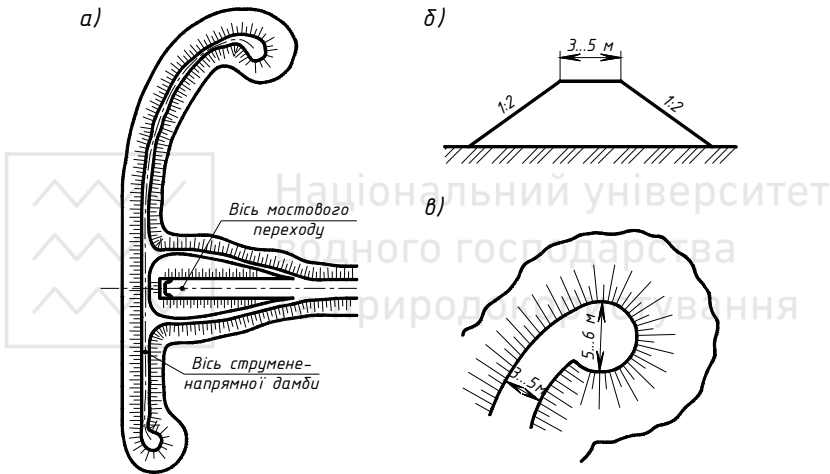 а)
б)
3...5 м
1:2
1:2
в)
Національний університет
водного господарства
та природокористування
Вісь мостового
переходу
Вісь струмене-
напрямної дамби
5...6 м
3...5м